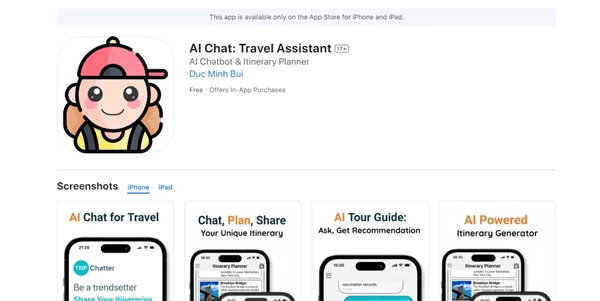 This app is available only on the App Store for iPhone and iPad.
AI Chat: Travel Assistant 17+
AI Chatbot & Itinerary Planner
Duc Minh Bui
Free · Offers In-App Purchases
Screenshots iPhone iPad
AI Chat for Travel
21:26
TRIP Chatter
Be a trendsetter
Share Your Itineraries
Chat, Plan, Share
Your Unique Itinerary
Itinerary Planner
Brooklyn Bridge
AI Tour Guide:
Ask, Get Recommendation
15:05
vaccination records.
AI Powered
Itinerary Generator
Itinerary Planner
Brooklyn Bridge